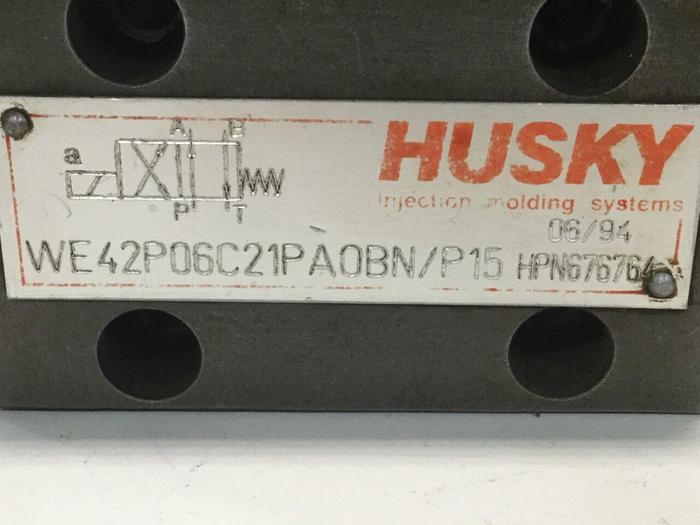 a
A B
P T
HUSKY
injection molding systems
06/94
WE42P06C21PA0BN/P15 HPN676764